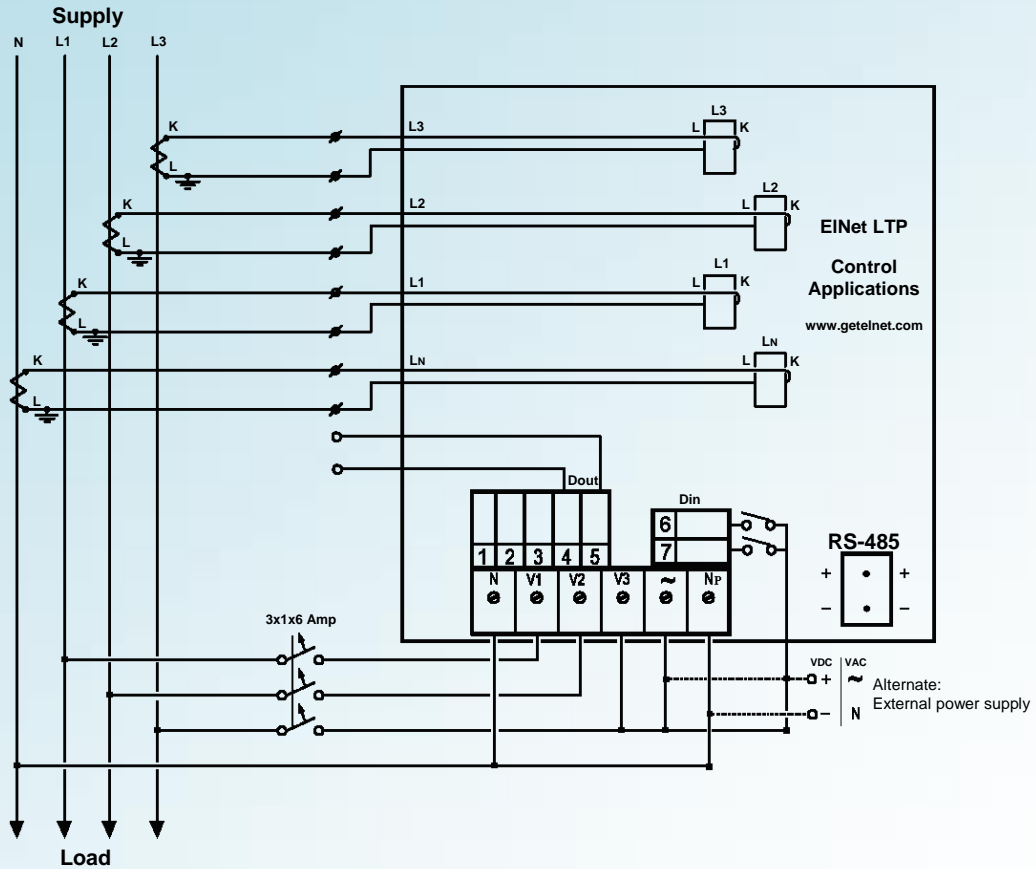 Supply
N L1 L2 L3
K L3 L3
L K
L
K L2 L2
L K
L
ElNet LTP
Control
Applications
www.getelnet.com
K L1 L1
L K
L
K LN LN
L K
L
Dout
Din
6
7
1 2 3 4 5
N V1 V2 V3 ~ NP
RS-485
+ +
− −
3x1x6 Amp
VDC VAC
+ ~
− N
Alternate:
External power supply
Load